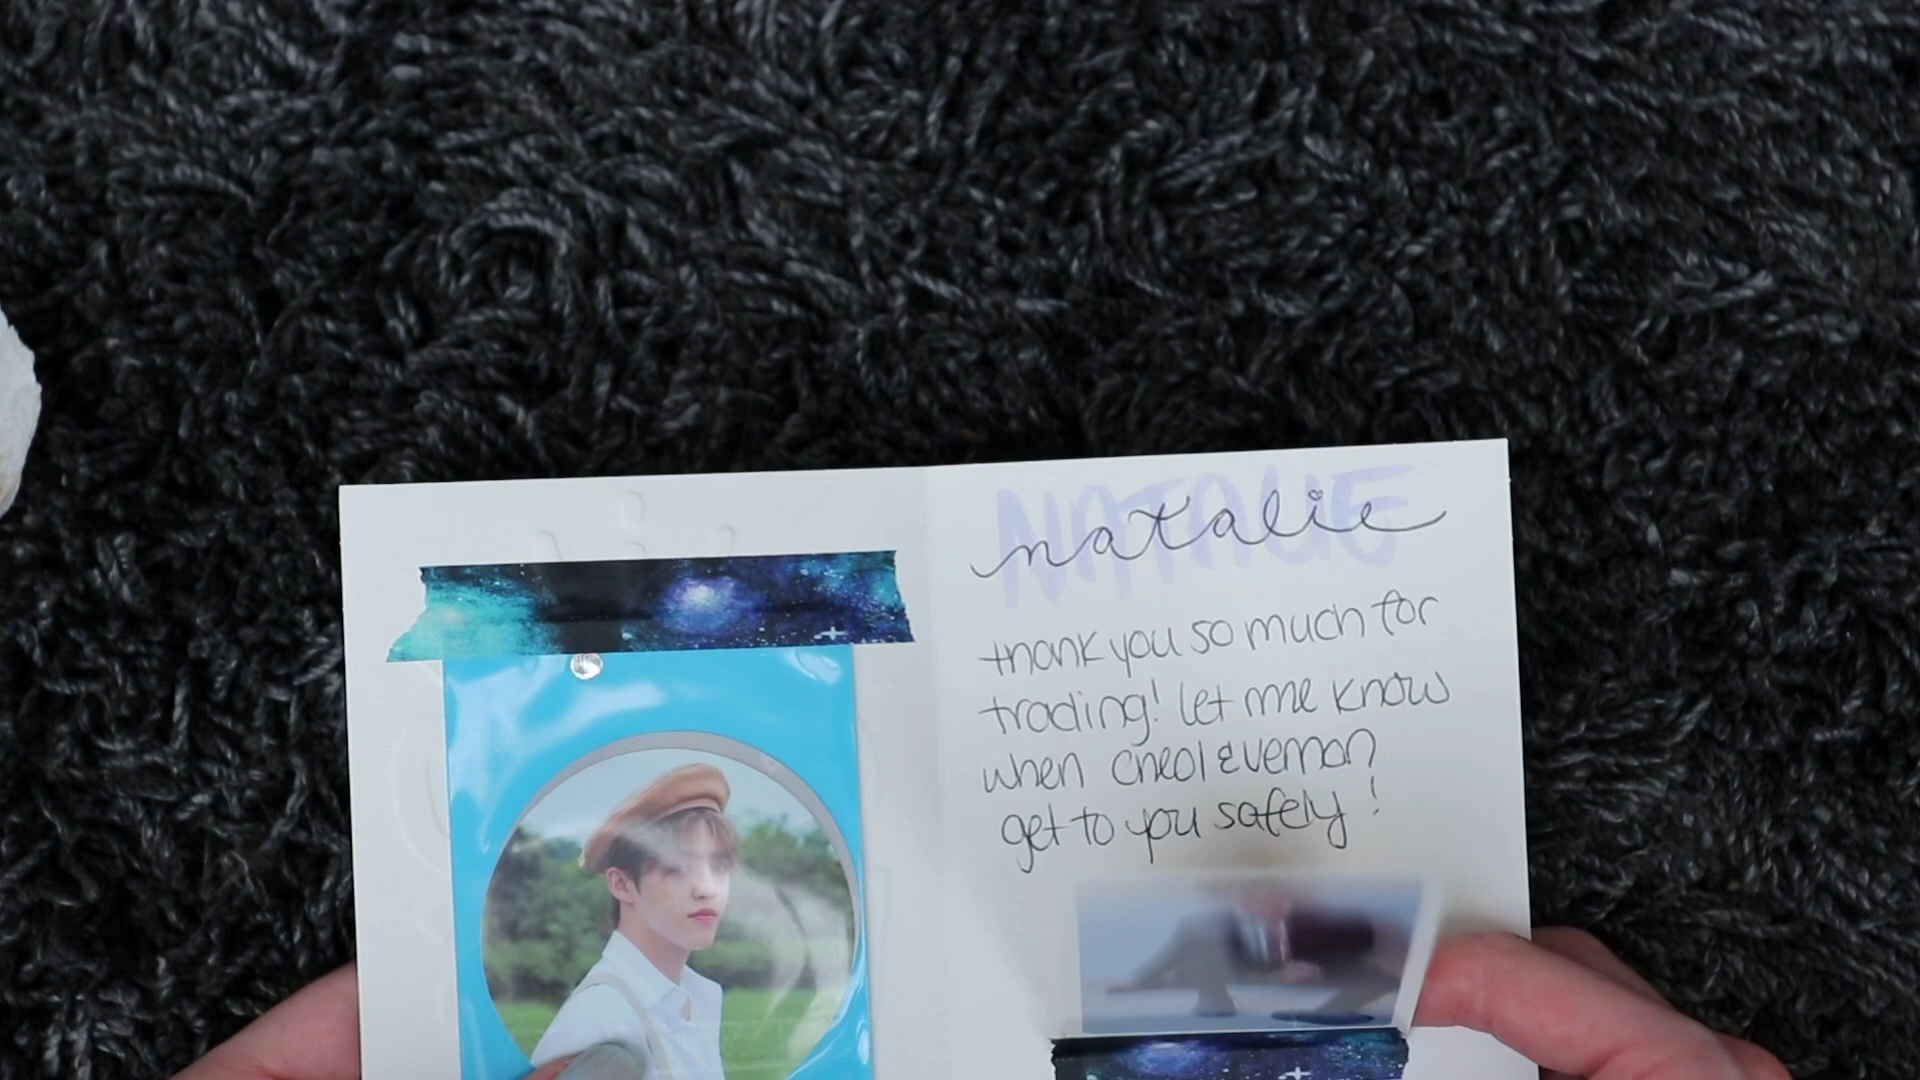 NATALIE
natalie
thank you so much for
trading! let me know
when cheol & vernon
get to you safely!